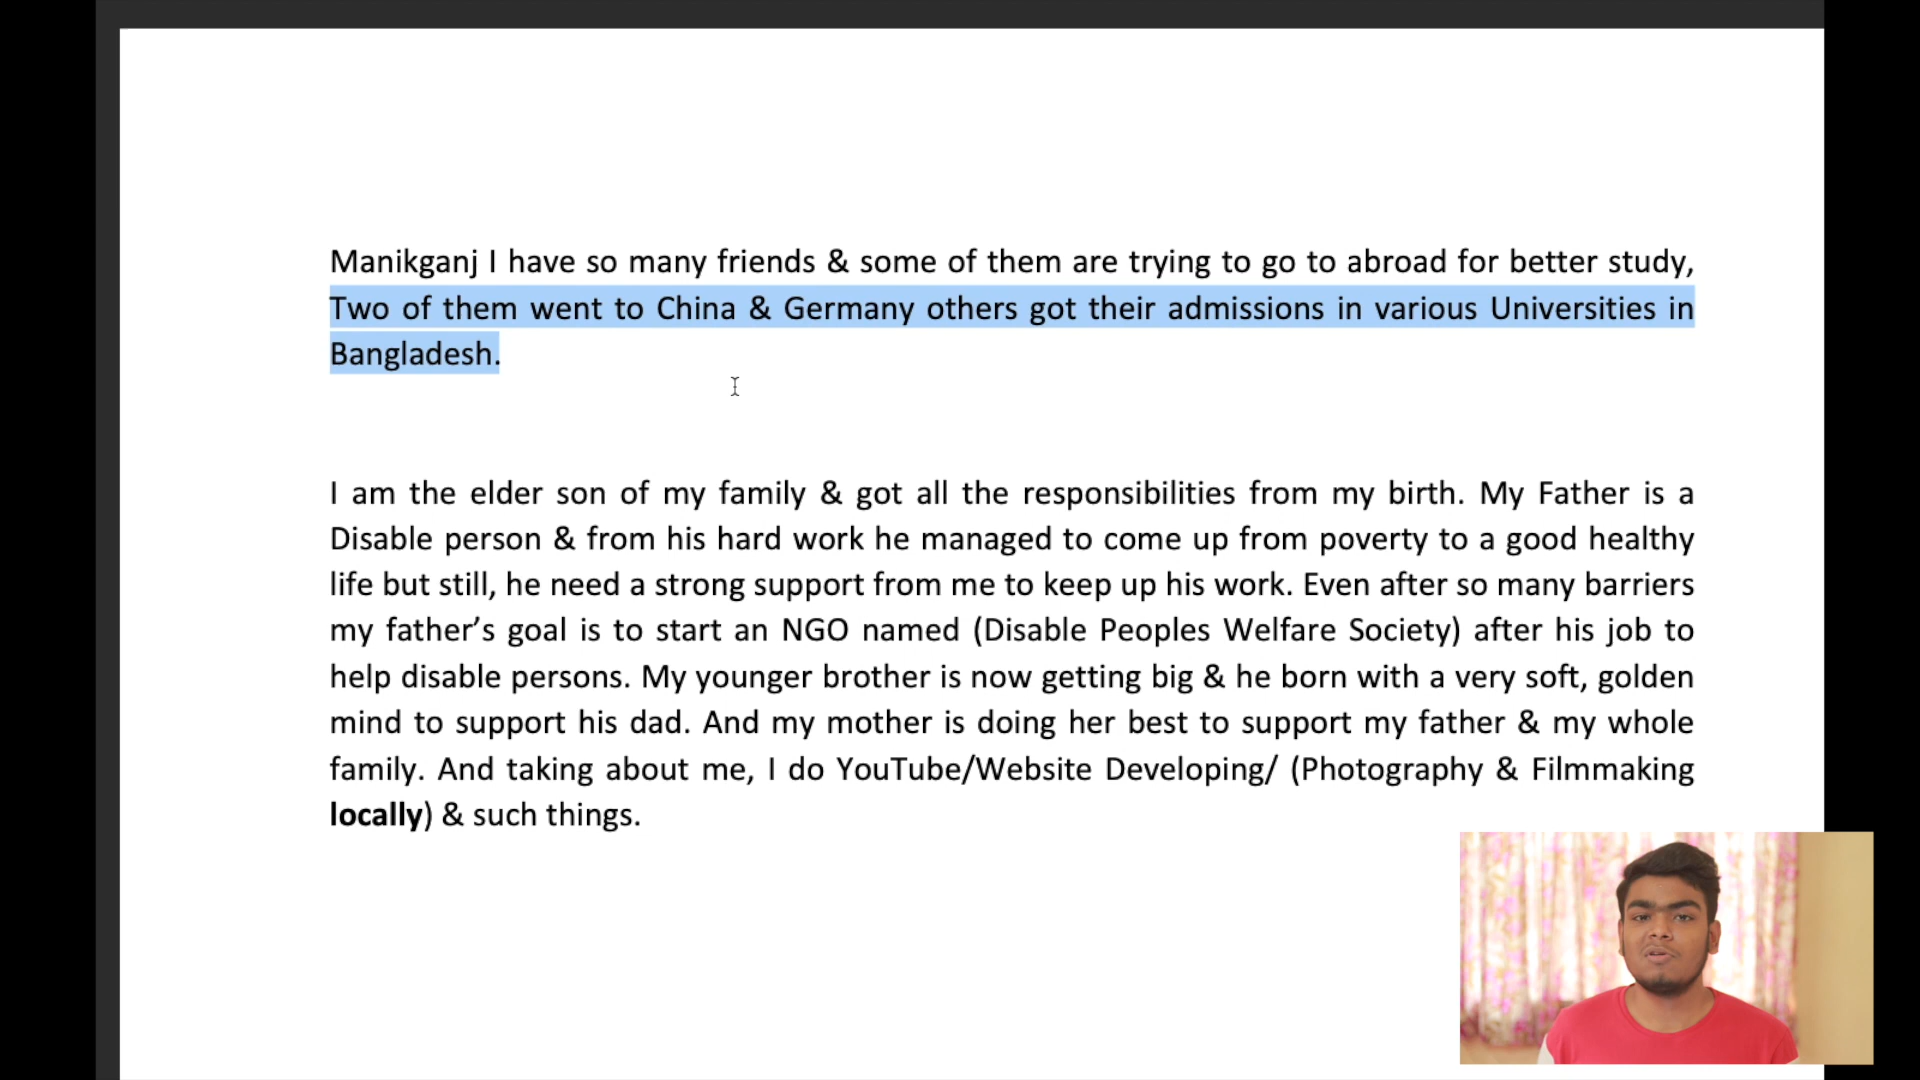 Manikganj I have so many friends & some of them are trying to go to abroad for better study,
Two of them went to China & Germany others got their admissions in various Universities in
Bangladesh.
I am the elder son of my family & got all the responsibilities from my birth. My Father is a
Disable person & from his hard work he managed to come up from poverty to a good healthy
life but still, he need a strong support from me to keep up his work. Even after so many barriers
my father’s goal is to start an NGO named (Disable Peoples Welfare Society) after his job to
help disable persons. My younger brother is now getting big & he born with a very soft, golden
mind to support his dad. And my mother is doing her best to support my father & my whole
family. And taking about me, I do YouTube/Website Developing/ (Photography & Filmmaking
locally) & such things.